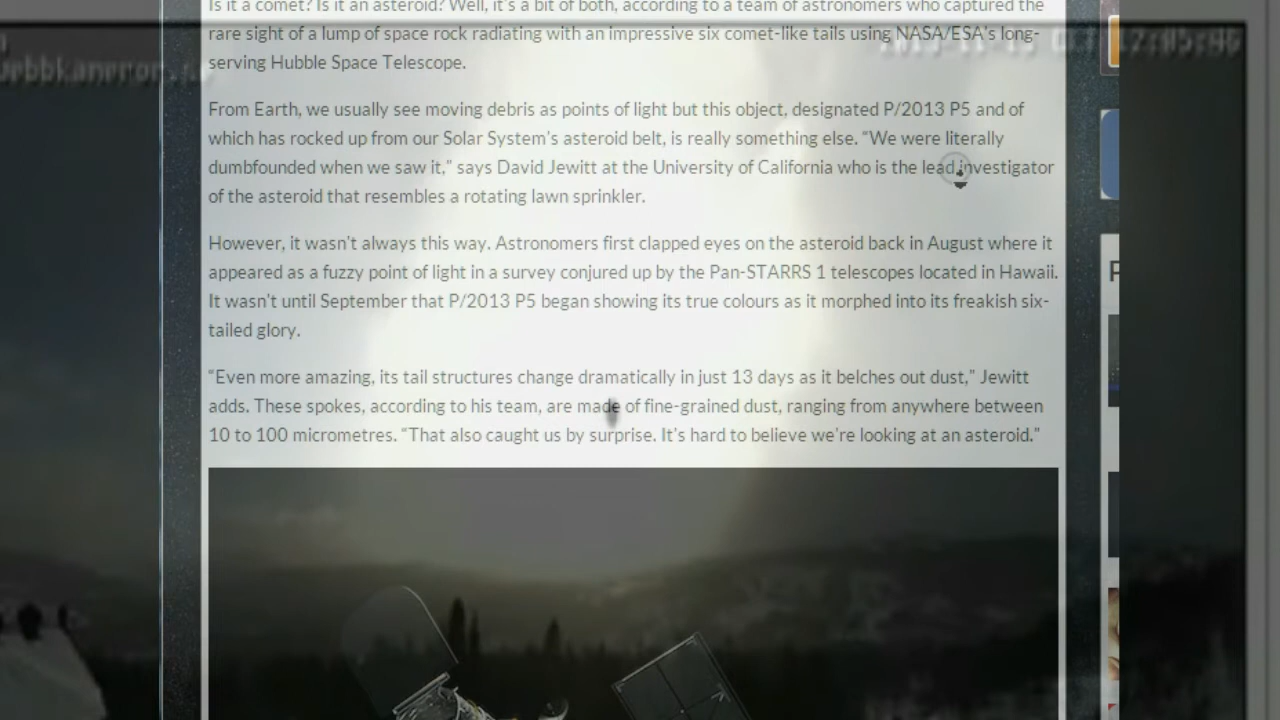 Is it a comet? Is it an asteroid? Well, it's a bit of both, according to a team of astronomers who captured the
rare sight of a lump of space rock radiating with an impressive six comet-like tails using NASA/ESA's long-
serving Hubble Space Telescope.
From Earth, we usually see moving debris as points of light but this object, designated P/2013 P5 and of
which has rocked up from our Solar System's asteroid belt, is really something else. “We were literally
dumbfounded when we saw it,” says David Jewitt at the University of California who is the lead investigator
of the asteroid that resembles a rotating lawn sprinkler.
However, it wasn't always this way. Astronomers first clapped eyes on the asteroid back in August where it
appeared as a fuzzy point of light in a survey conjured up by the Pan-STARRS 1 telescopes located in Hawaii.
It wasn't until September that P/2013 P5 began showing its true colours as it morphed into its freakish six-
tailed glory.
“Even more amazing, its tail structures change dramatically in just 13 days as it belches out dust,” Jewitt
adds. These spokes, according to his team, are made of fine-grained dust, ranging from anywhere between
10 to 100 micrometres. “That also caught us by surprise. It's hard to believe we're looking at an asteroid.”